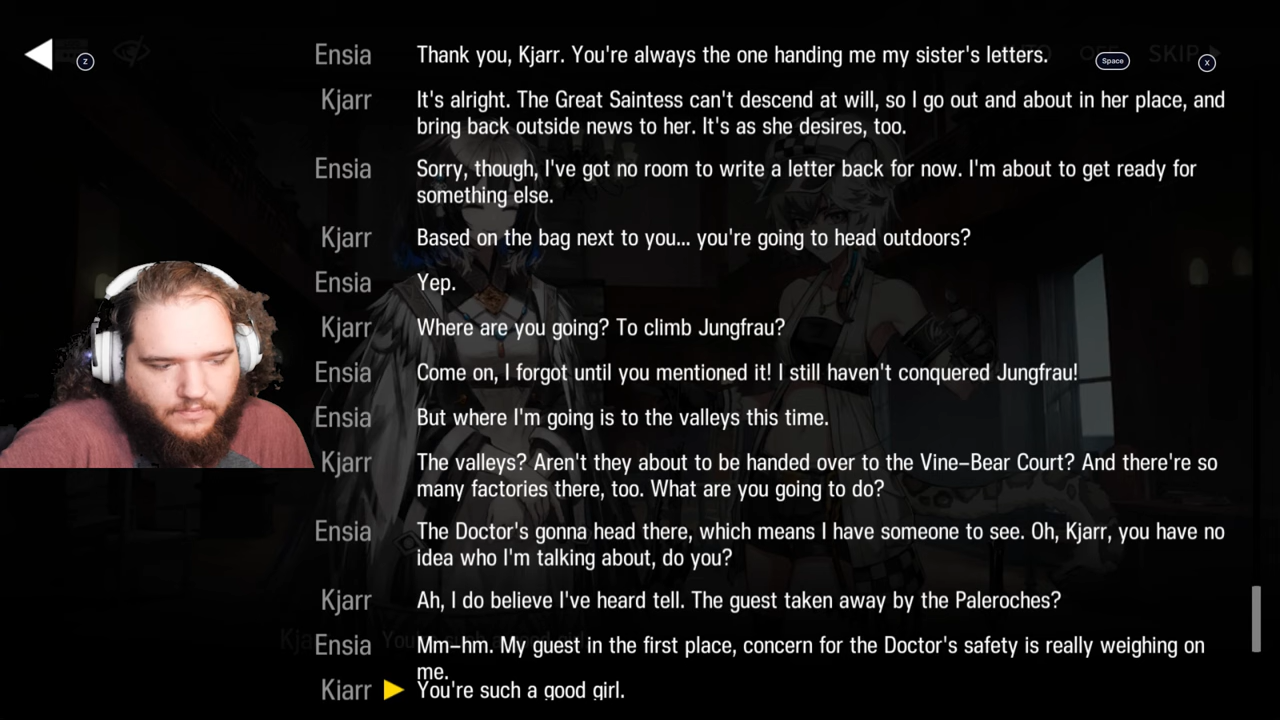 Ensia Thank you, Kjarr. You're always the one handing me my sister's letters.
Z
Space
SKIP
X
Kjarr It's alright. The Great Saintess can't descend at will, so I go out and about in her place, and
bring back outside news to her. It's as she desires, too.
Ensia Sorry, though, I've got no room to write a letter back for now. I'm about to get ready for
something else.
Kjarr Based on the bag next to you... you're going to head outdoors?
Ensia Yep.
Kjarr Where are you going? To climb Jungfrau?
Ensia Come on, I forgot until you mentioned it! I still haven't conquered Jungfrau!
Ensia But where I'm going is to the valleys this time.
Kjarr The valleys? Aren't they about to be handed over to the Vine-Bear Court? And there're so
many factories there, too. What are you going to do?
Ensia The Doctor's gonna head there, which means I have someone to see. Oh, Kjarr, you have no
idea who I'm talking about, do you?
Kjarr Ah, I do believe I've heard tell. The guest taken away by the Paleroches?
Ensia Mm-hm. My guest in the first place, concern for the Doctor's safety is really weighing on
me.
Kjarr You're such a good girl.